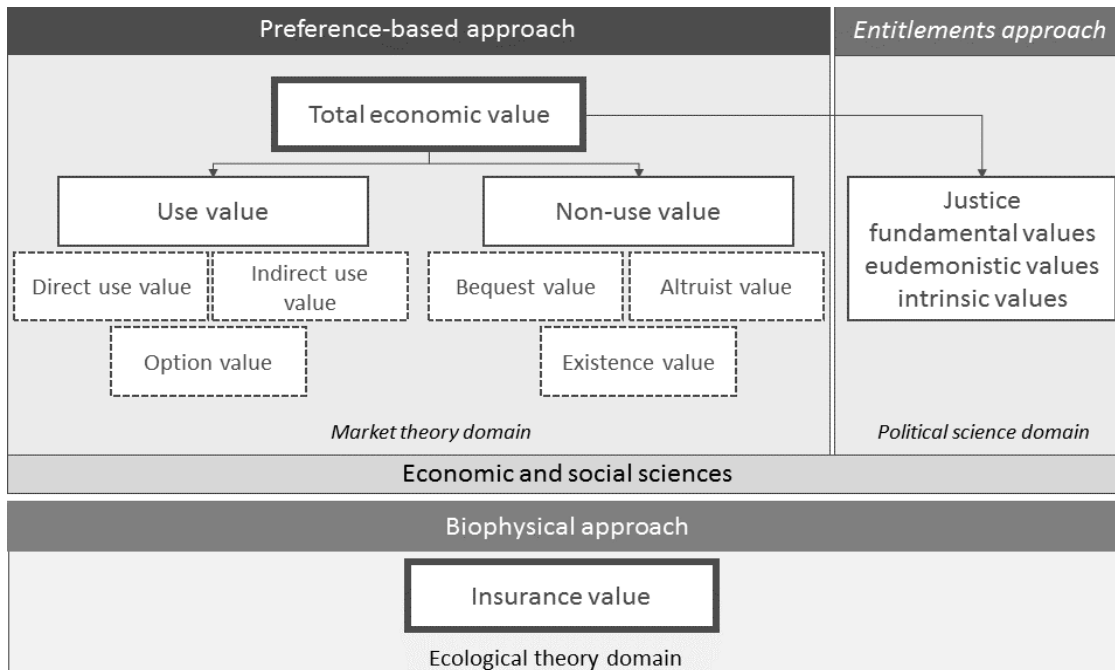 Preference-based approach
Entitlements approach
Total economic value
Use value
Non-use value
Justice
fundamental values
eudemonistic values
intrinsic values
Direct use value
Indirect use
value
Bequest value
Altruist value
Option value
Existence value
Market theory domain
Political science domain
Economic and social sciences
Biophysical approach
Insurance value
Ecological theory domain